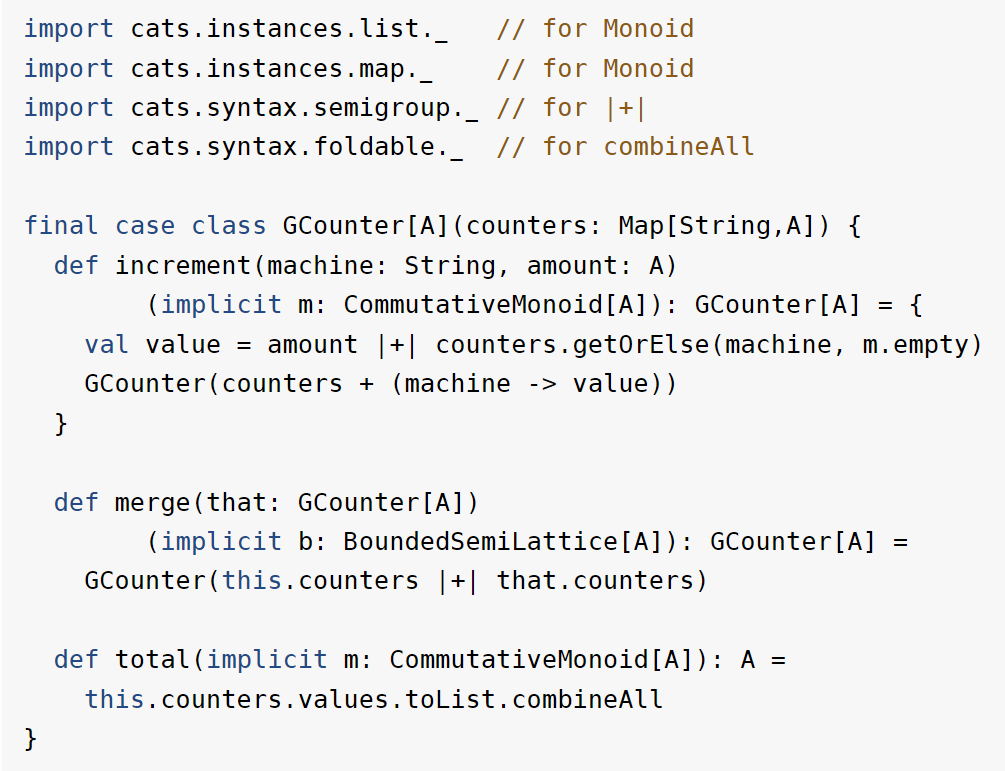 import cats.instances.list._   // for Monoid
import cats.instances.map._    // for Monoid
import cats.syntax.semigroup._ // for |+|
import cats.syntax.foldable._  // for combineAll

final case class GCounter[A](counters: Map[String,A]) {
  def increment(machine: String, amount: A)
        (implicit m: CommutativeMonoid[A]): GCounter[A] = {
    val value = amount |+| counters.getOrElse(machine, m.empty)
    GCounter(counters + (machine -> value))
  }

  def merge(that: GCounter[A])
        (implicit b: BoundedSemiLattice[A]): GCounter[A] =
    GCounter(this.counters |+| that.counters)

  def total(implicit m: CommutativeMonoid[A]): A =
    this.counters.values.toList.combineAll
}